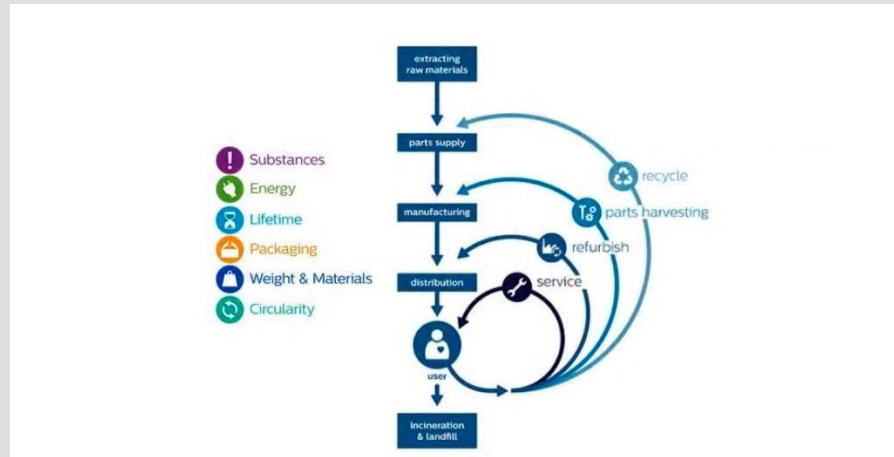 extracting
raw materials
parts supply
recycle
Substances
Energy
Lifetime
Packaging
Weight & Materials
Circularity
manufacturing
parts harvesting
refurbish
distribution
service
user
incineration
& landfill